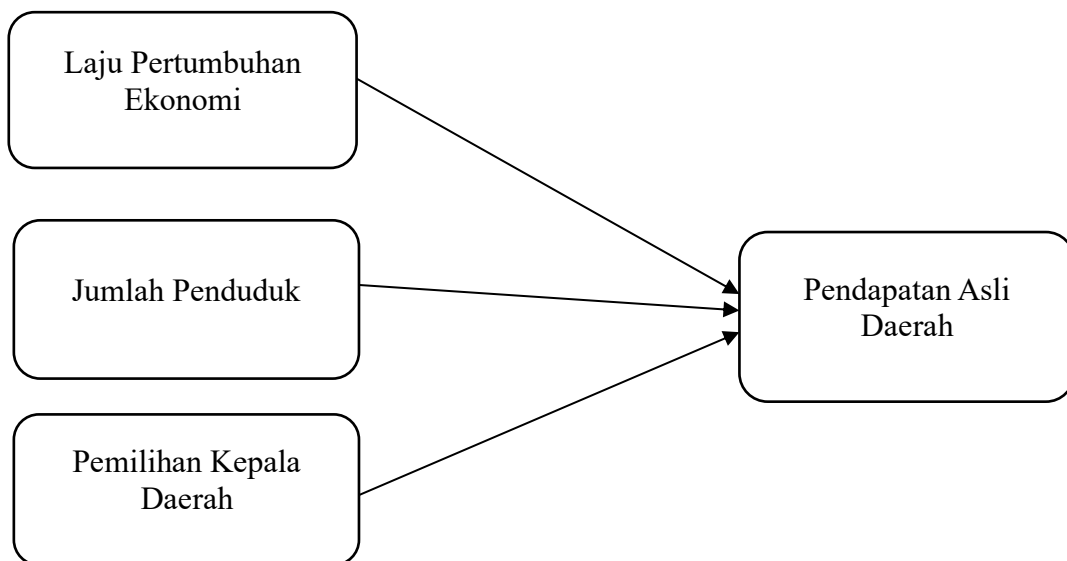 Laju Pertumbuhan
Ekonomi
Jumlah Penduduk
Pemilihan Kepala
Daerah
Pendapatan Asli
Daerah